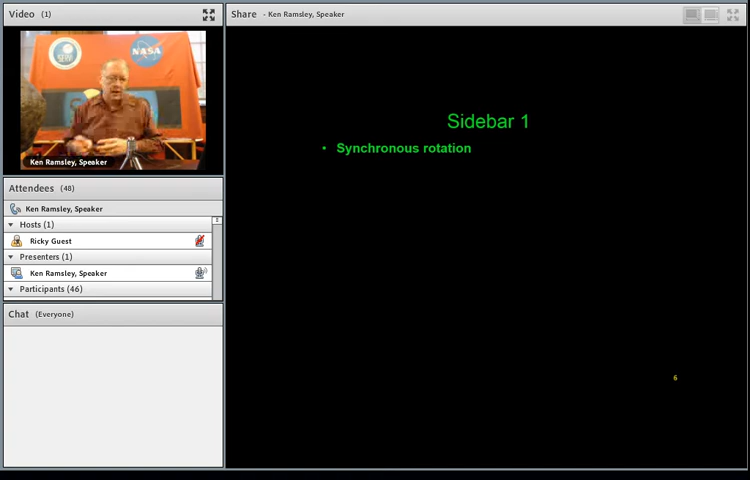 Video (1)
SERVI
NASA
Ken Ramsley, Speaker
Attendees (48)
Ken Ramsley, Speaker
Hosts (1)
Ricky Guest
Presenters (1)
Ken Ramsley, Speaker
Participants (46)
Chat (Everyone)
Share - Ken Ramsley, Speaker
Sidebar 1
• Synchronous rotation
6